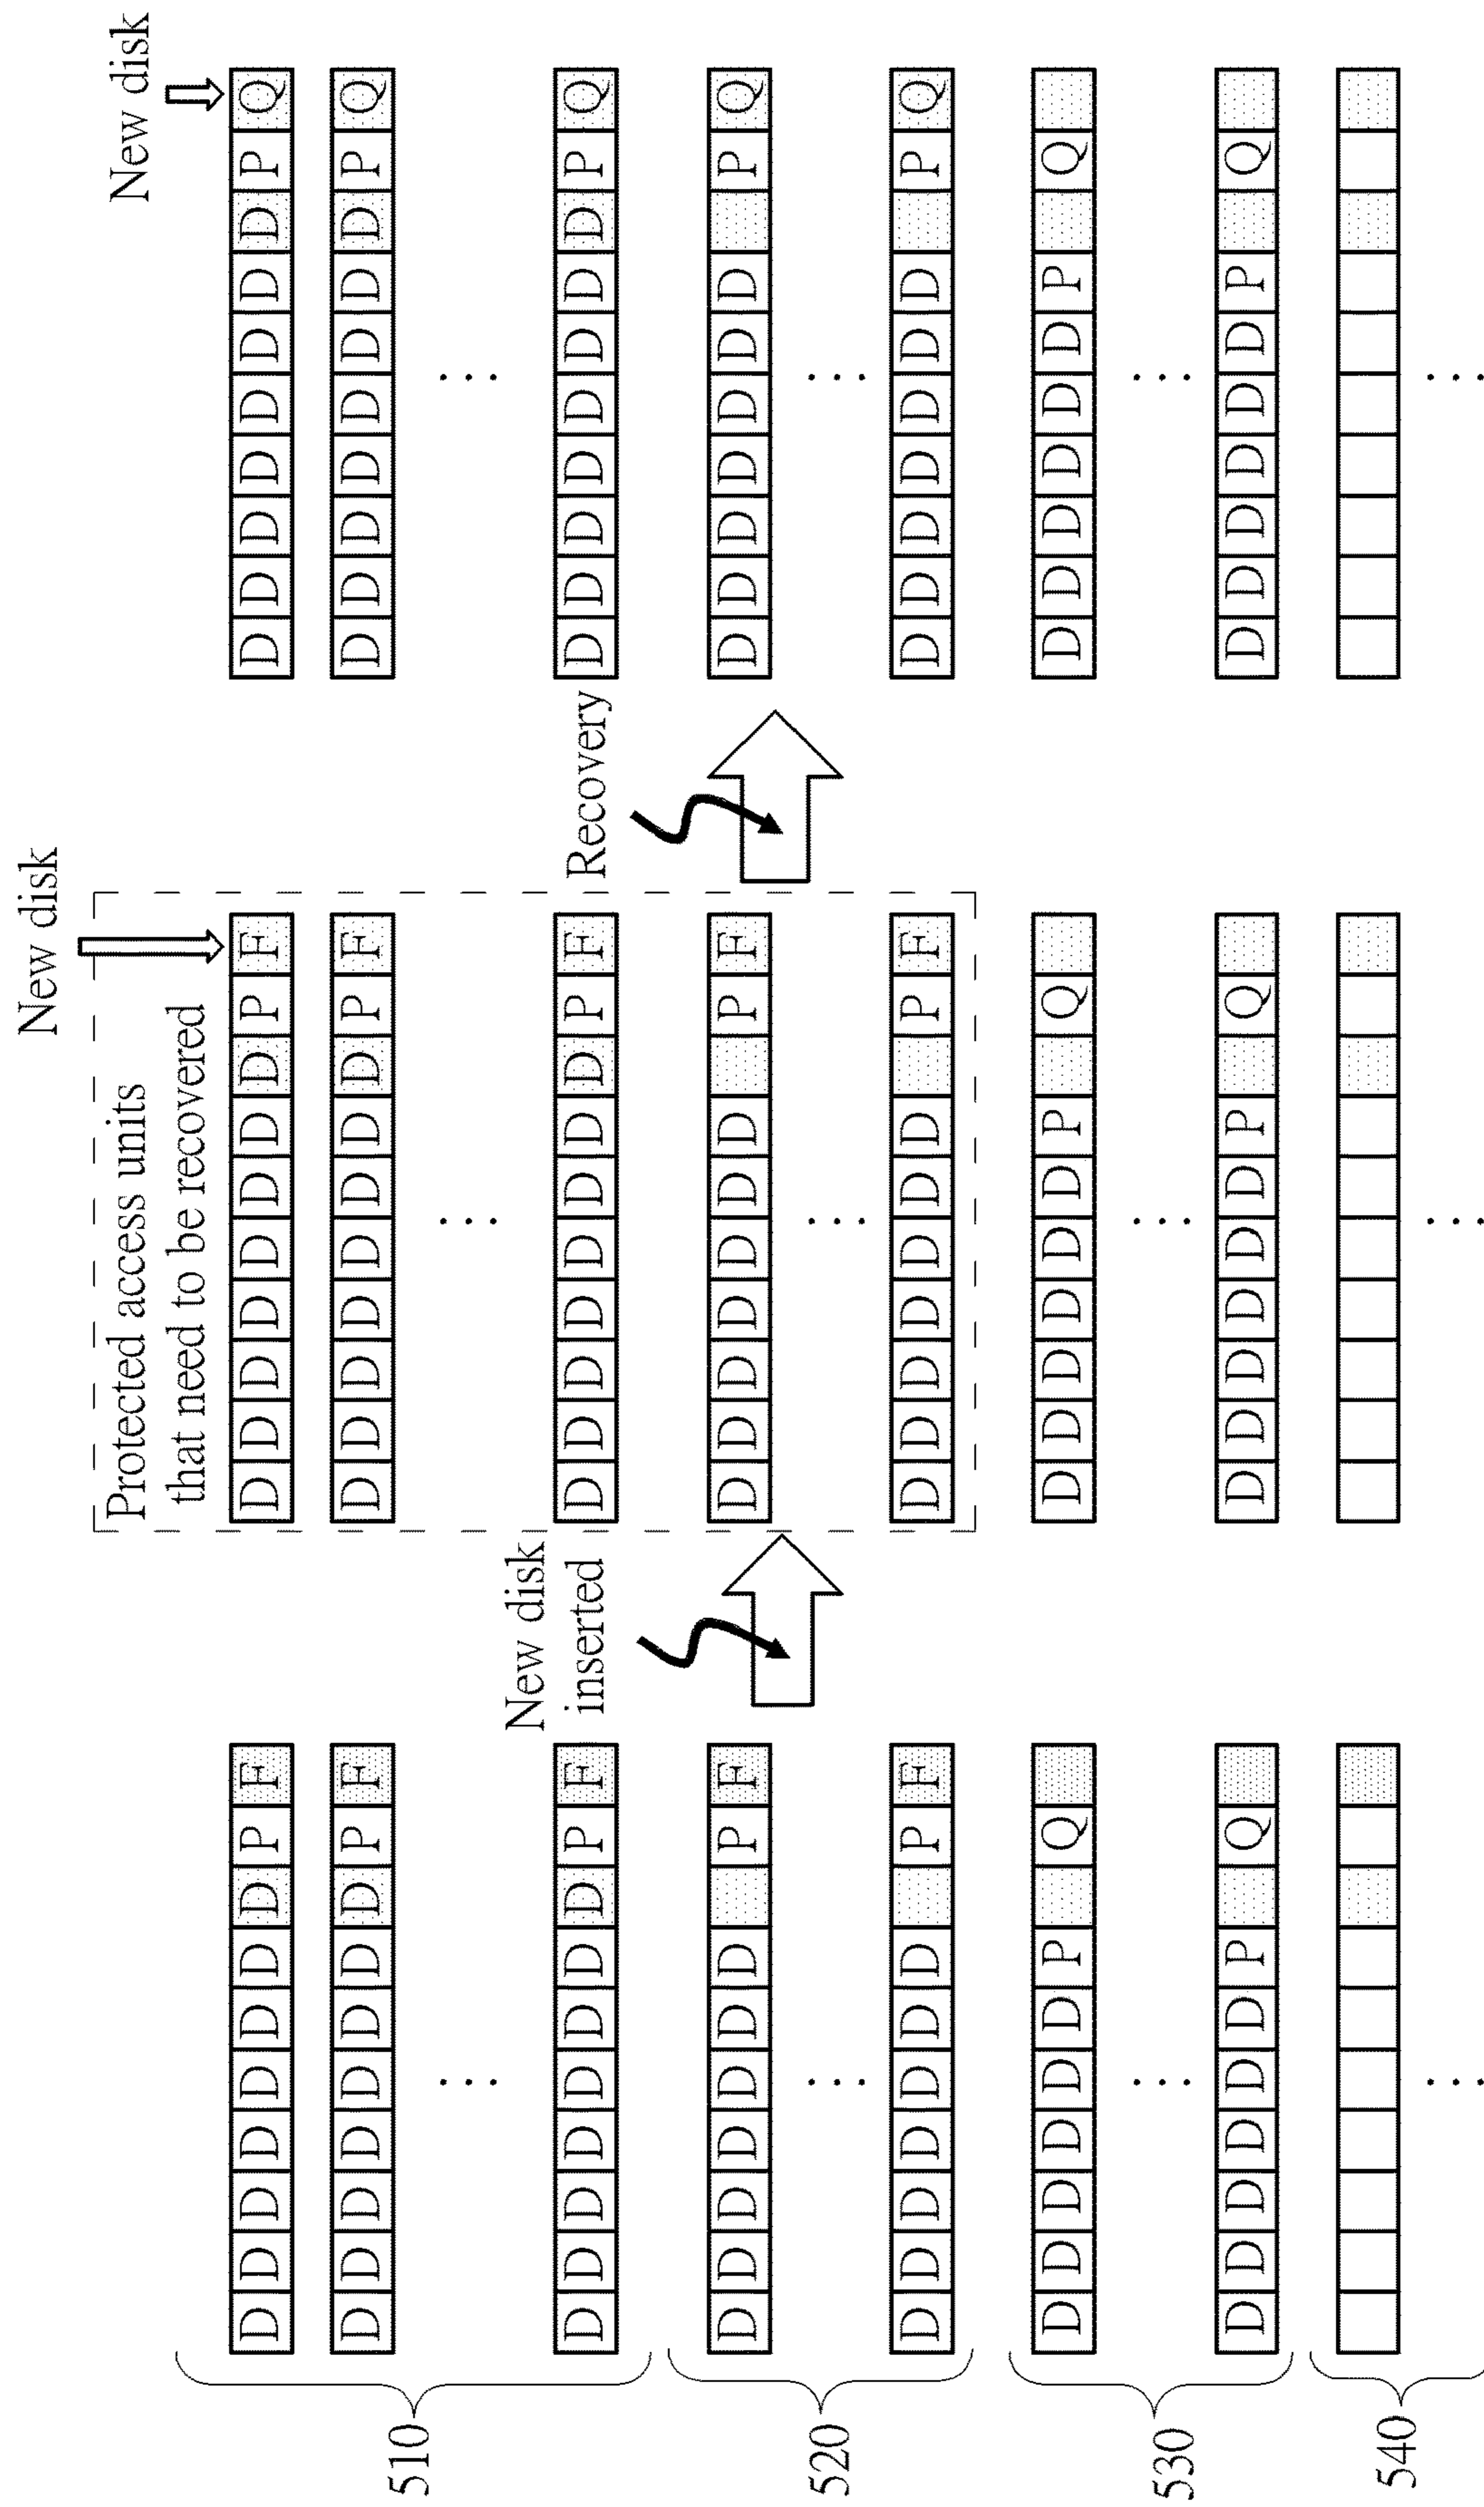 New disk
New disk
Protected access units
that need to be recovered
510
D D D D D D D D P F
D D D D D D D D P F
...
D D D D D D D D P F
520
D D D D D D D P F
...
D D D D D D D P F
530
D D D D D D P Q
...
D D D D D D P Q
540
...
New disk
inserted
D D D D D D D D P F
D D D D D D D D P F
...
D D D D D D D D P F
D D D D D D D P F
...
D D D D D D D P F
D D D D D D P Q
...
D D D D D D P Q
...
Recovery
D D D D D D D D P Q
D D D D D D D D P Q
...
D D D D D D D D P Q
D D D D D D D P Q
...
D D D D D D D P Q
D D D D D D P Q
...
D D D D D D P Q
...